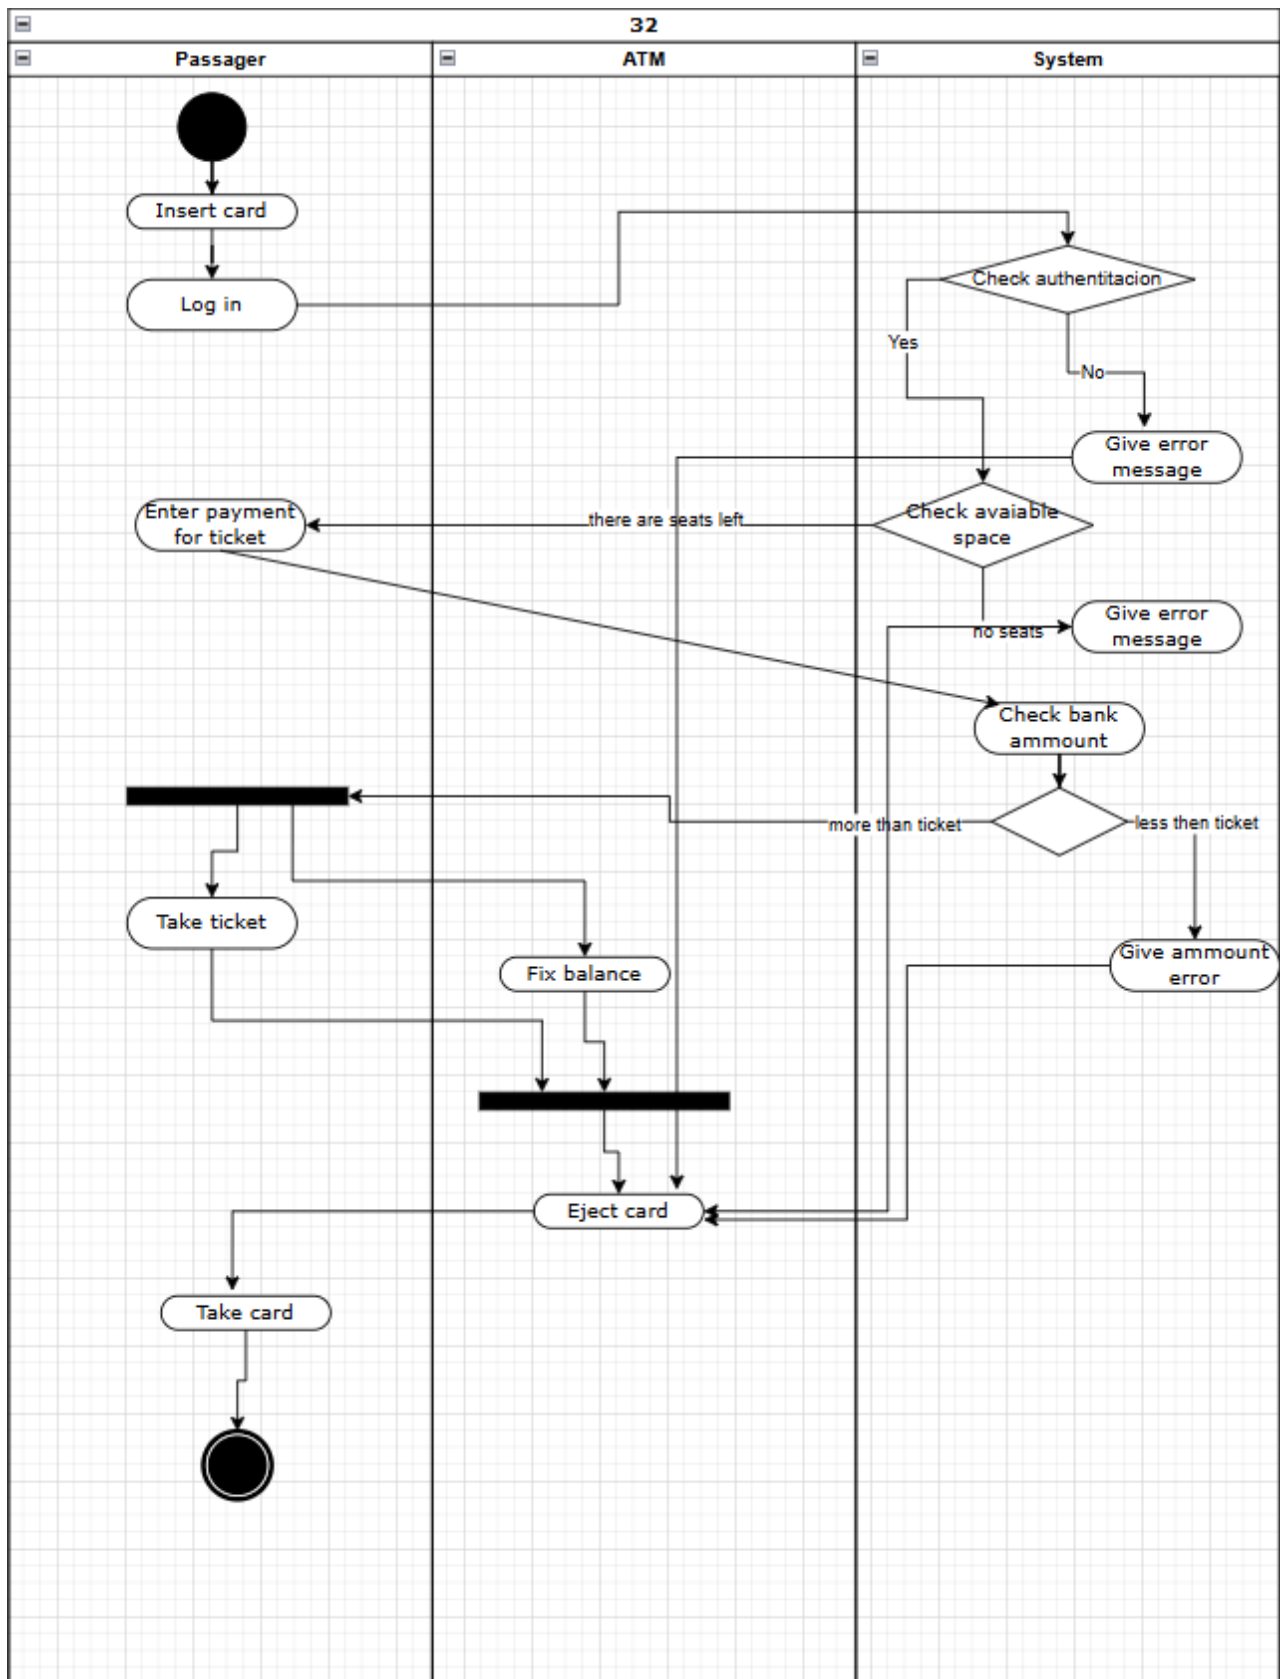 32
Passager
ATM
System
Insert card
Log in
Check authentitacion
Yes
No
Give error
message
Enter payment
for ticket
there are seats left
Check avaiable
space
no seats
Give error
message
Check bank
ammount
more than ticket
less then ticket
Take ticket
Fix balance
Give ammount
error
Eject card
Take card